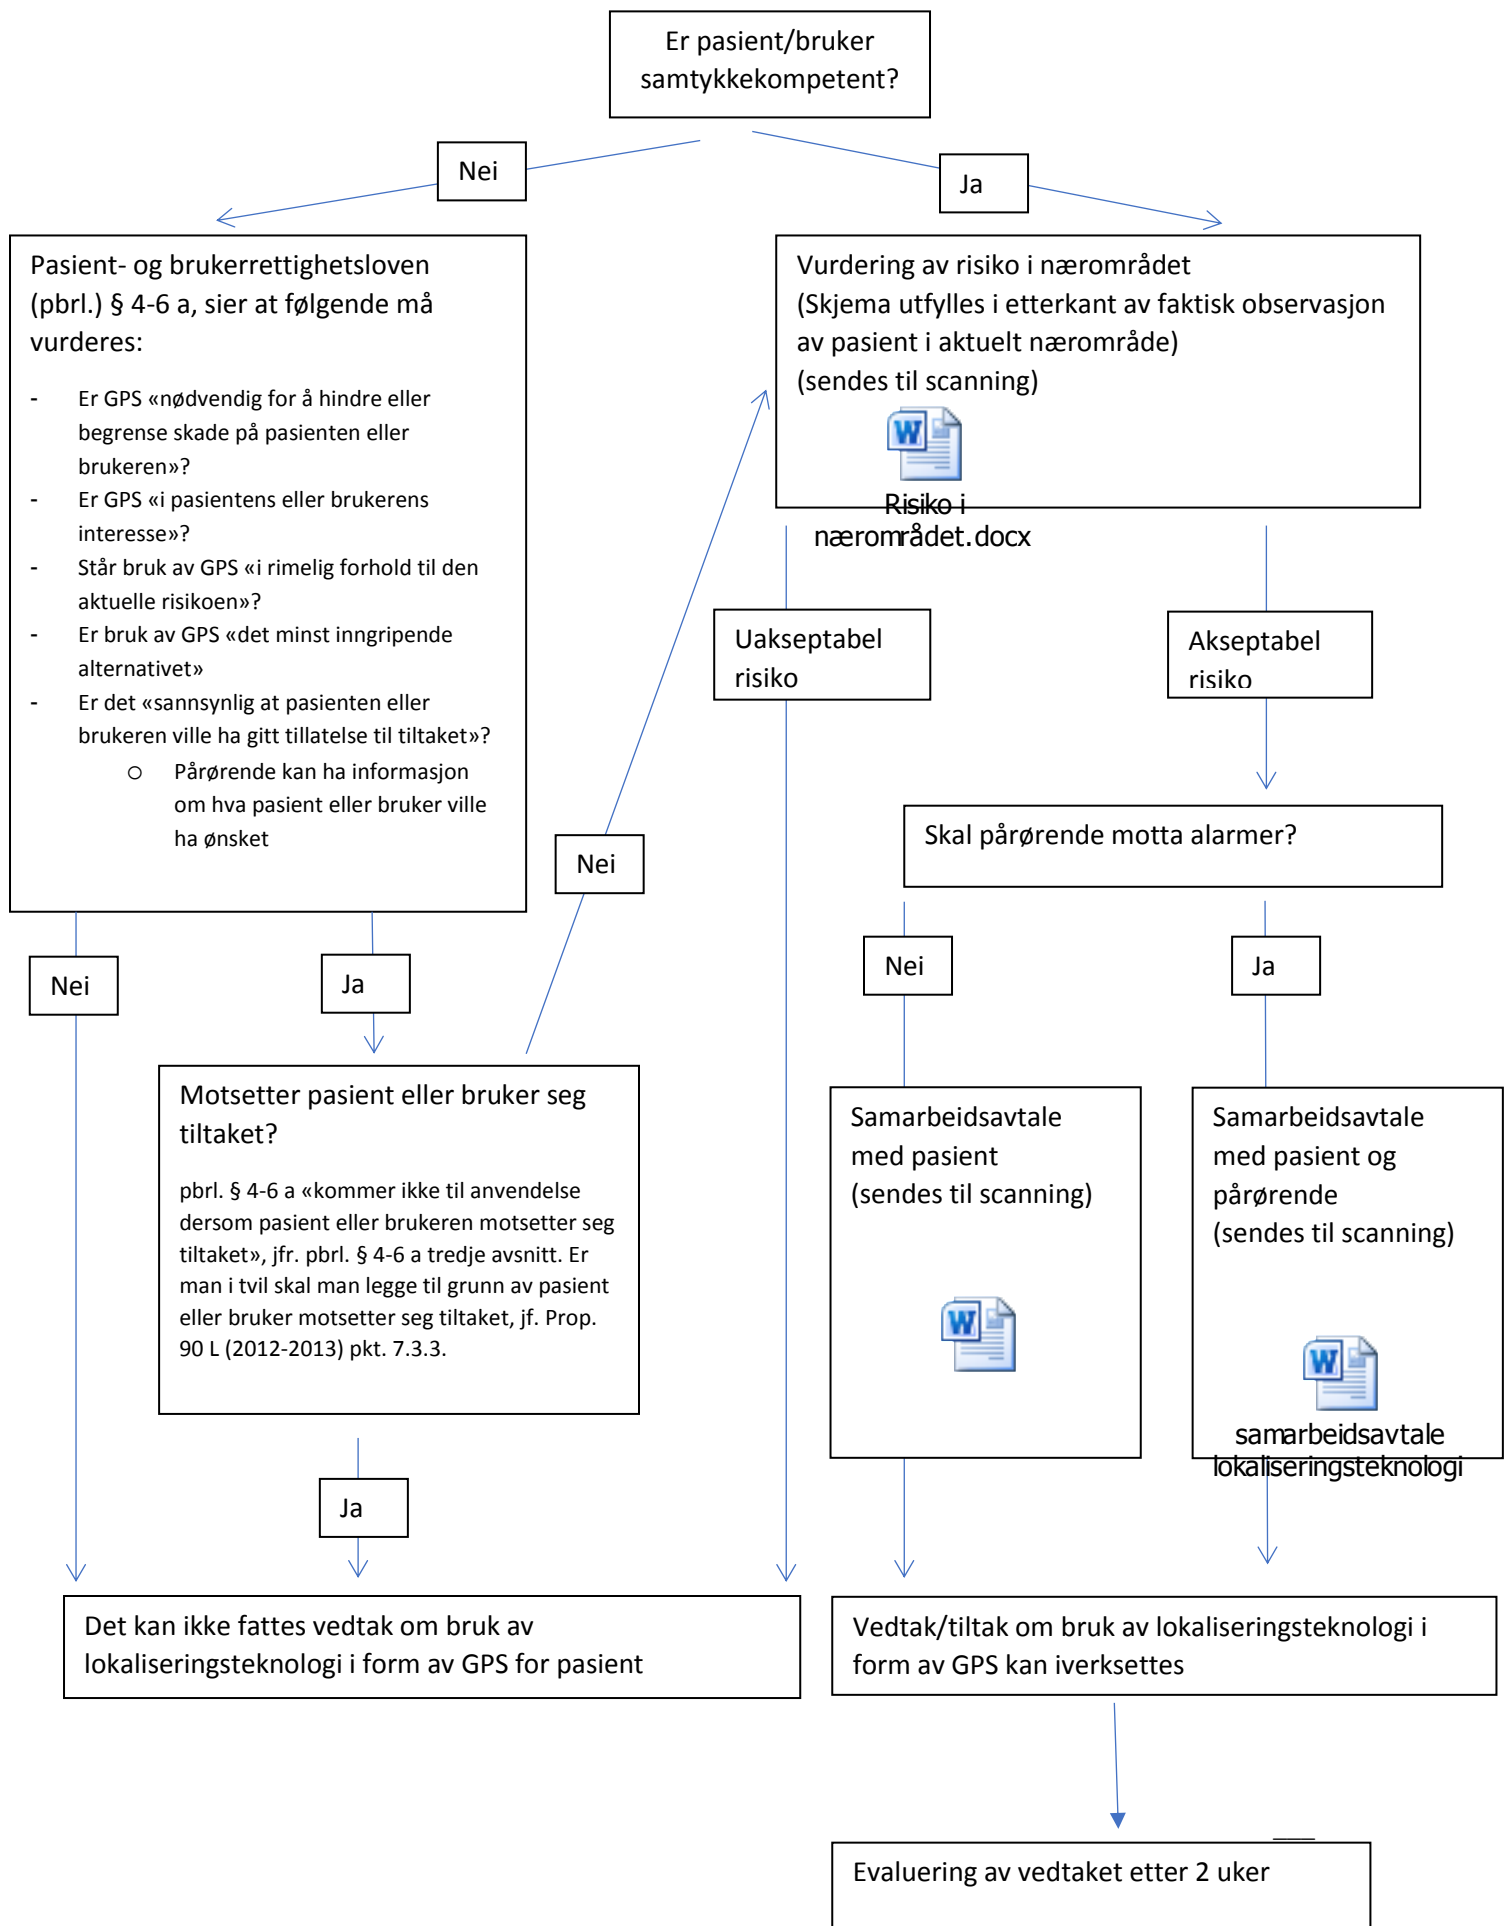 Er pasient/bruker
samtykkekompetent?
Nei
Ja
Pasient- og brukerrettighetsloven
(pbrl.) § 4-6 a, sier at følgende må
vurderes:
- Er GPS «nødvendig for å hindre eller
begrense skade på pasienten eller
brukeren»?
- Er GPS «i pasientens eller brukerens
interesse»?
- Står bruk av GPS «i rimelig forhold til den
aktuelle risikoen»?
- Er bruk av GPS «det minst inngripende
alternativet»
- Er det «sannsynlig at pasienten eller
brukeren ville ha gitt tillatelse til tiltaket»?
o Pårørende kan ha informasjon
om hva pasient eller bruker ville
ha ønsket
Vurdering av risiko i nærområdet
(Skjema utfylles i etterkant av faktisk observasjon
av pasient i aktuelt nærområde)
(sendes til scanning)
W
Risiko i
nærområdet.docx
Uakseptabel
risiko
Akseptabel
risiko
Nei
Skal pårørende motta alarmer?
Nei
Ja
Nei
Ja
Motsetter pasient eller bruker seg
tiltaket?
pbrl. § 4-6 a «kommer ikke til anvendelse
dersom pasient eller brukeren motsetter seg
tiltaket», jfr. pbrl. § 4-6 a tredje avsnitt. Er
man i tvil skal man legge til grunn av pasient
eller bruker motsetter seg tiltaket, jf. Prop.
90 L (2012-2013) pkt. 7.3.3.
Samarbeidsavtale
med pasient
(sendes til scanning)
W
Samarbeidsavtale
med pasient og
pårørende
(sendes til scanning)
W
samarbeidsavtale
lokaliseringsteknologi
Ja
Det kan ikke fattes vedtak om bruk av
lokaliseringsteknologi i form av GPS for pasient
Vedtak/tiltak om bruk av lokaliseringsteknologi i
form av GPS kan iverksettes
Evaluering av vedtaket etter 2 uker